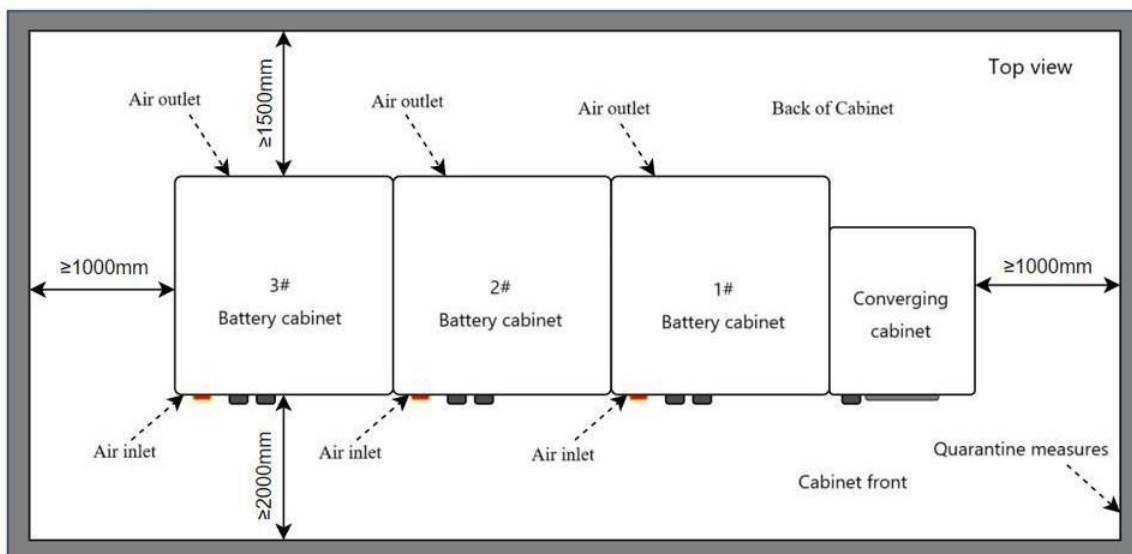 Top view
Air outlet
Air outlet
Air outlet
Back of Cabinet
≥1500mm
≥1000mm
≥1000mm
3#
Battery cabinet
2#
Battery cabinet
1#
Battery cabinet
Converging
cabinet
Air inlet
Air inlet
Air inlet
≥2000mm
Quarantine measures
Cabinet front